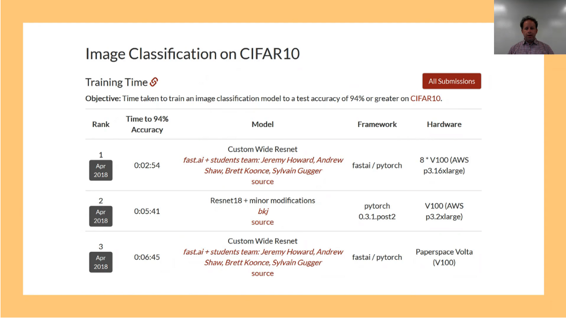 Image Classification on CIFAR10
Training Time
All Submissions
Objective: Time taken to train an image classification model to a test accuracy of 94% or greater on CIFAR10.
Rank
Time to 94%
Accuracy
Model
Framework
Hardware
1
Apr
2018
0:02:54
Custom Wide Resnet
fast.ai + students team: Jeremy Howard, Andrew
Shaw, Brett Koonce, Sylvain Gugger
source
fastai / pytorch
8 * V100 (AWS
p3.16xlarge)
2
Apr
2018
0:05:41
Resnet18 + minor modifications
bkj
source
pytorch
0.3.1.post2
V100 (AWS
p3.2xlarge)
3
Apr
2018
0:06:45
Custom Wide Resnet
fast.ai + students team: Jeremy Howard, Andrew
Shaw, Brett Koonce, Sylvain Gugger
source
fastai / pytorch
Paperspace Volta
(V100)